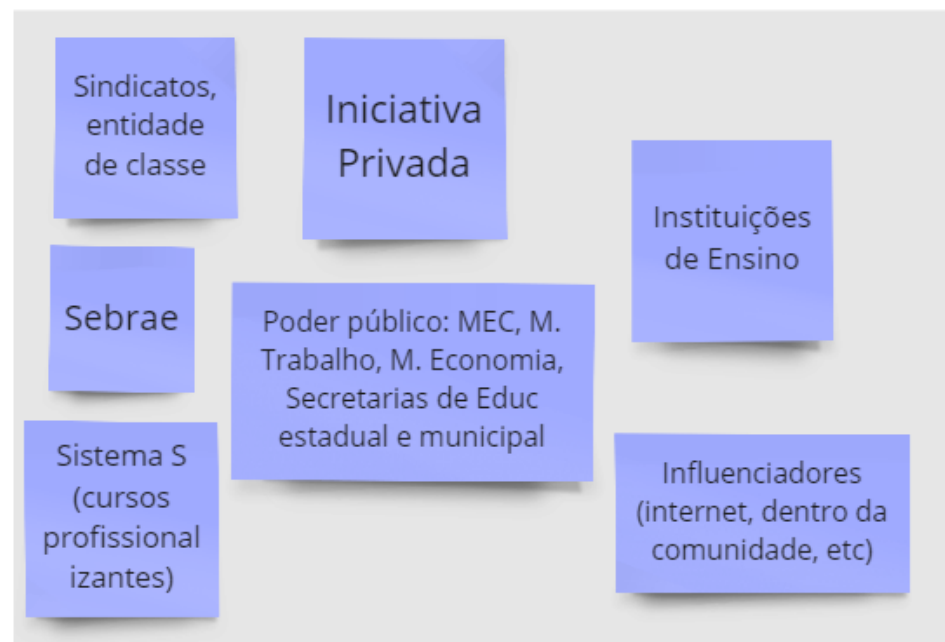 Sindicatos,
entidade
de classe
Iniciativa
Privada
Instituições
de Ensino
Sebrae
Poder público: MEC, M.
Trabalho, M. Economia,
Secretarias de Educ
estadual e municipal
Sistema S
(cursos
profissional
izantes)
Influenciadores
(internet, dentro da
comunidade, etc)